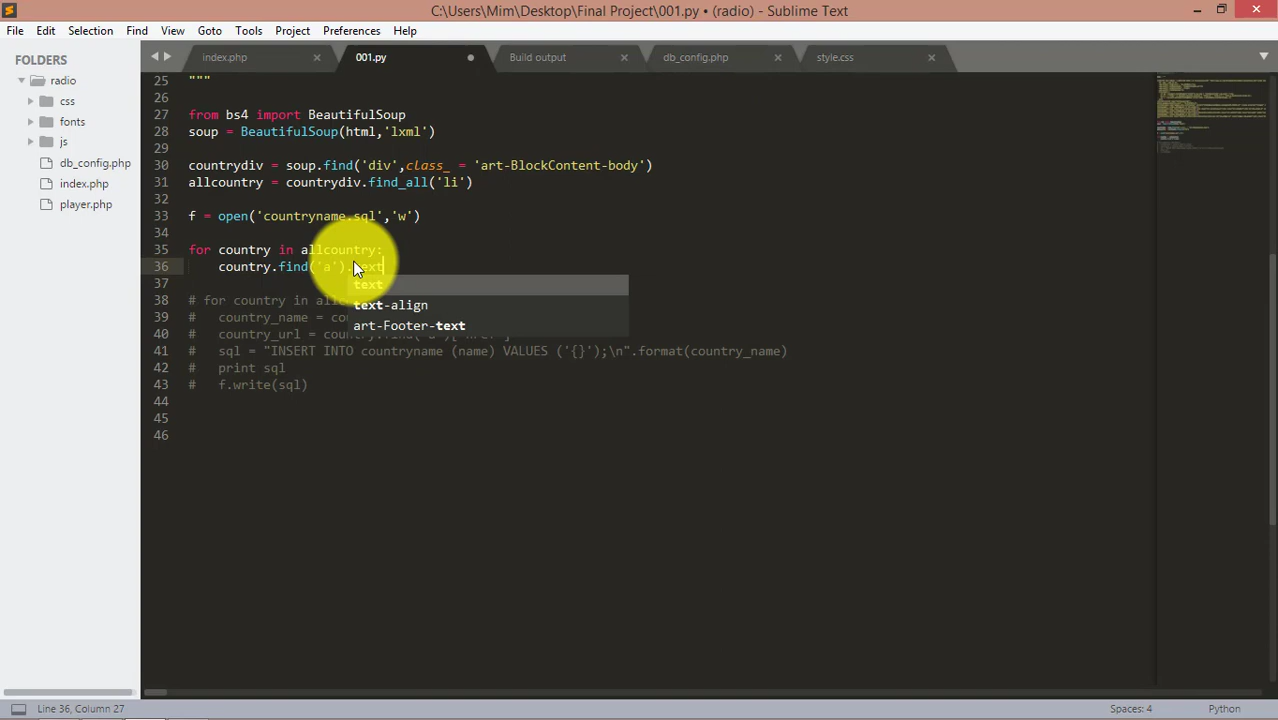 C:\Users\Mim\Desktop\Final Project\001.py • (radio) - Sublime Text
File Edit Selection Find View Goto Tools Project Preferences Help
FOLDERS
radio
css
fonts
js
db_config.php
index.php
player.php
index.php 001.py Build output db_config.php style.css
25 """
26
27 from bs4 import BeautifulSoup
28 soup = BeautifulSoup(html,'lxml')
29
30 countrydiv = soup.find('div',class_ = 'art-BlockContent-body')
31 allcountry = countrydiv.find_all('li')
32
33 f = open('countryname.sql','w')
34
35 for country in allcountry:
36 country.find('a').text
text
text-align
art-Footer-text
37
38 # for country in
39 # country_name =
40 # country_url =
41 # sql = "INSERT INTO countryname (name) VALUES ('{}');\n".format(country_name)
42 # print sql
43 # f.write(sql)
44
45
46
Line 36, Column 27
Spaces: 4
Python